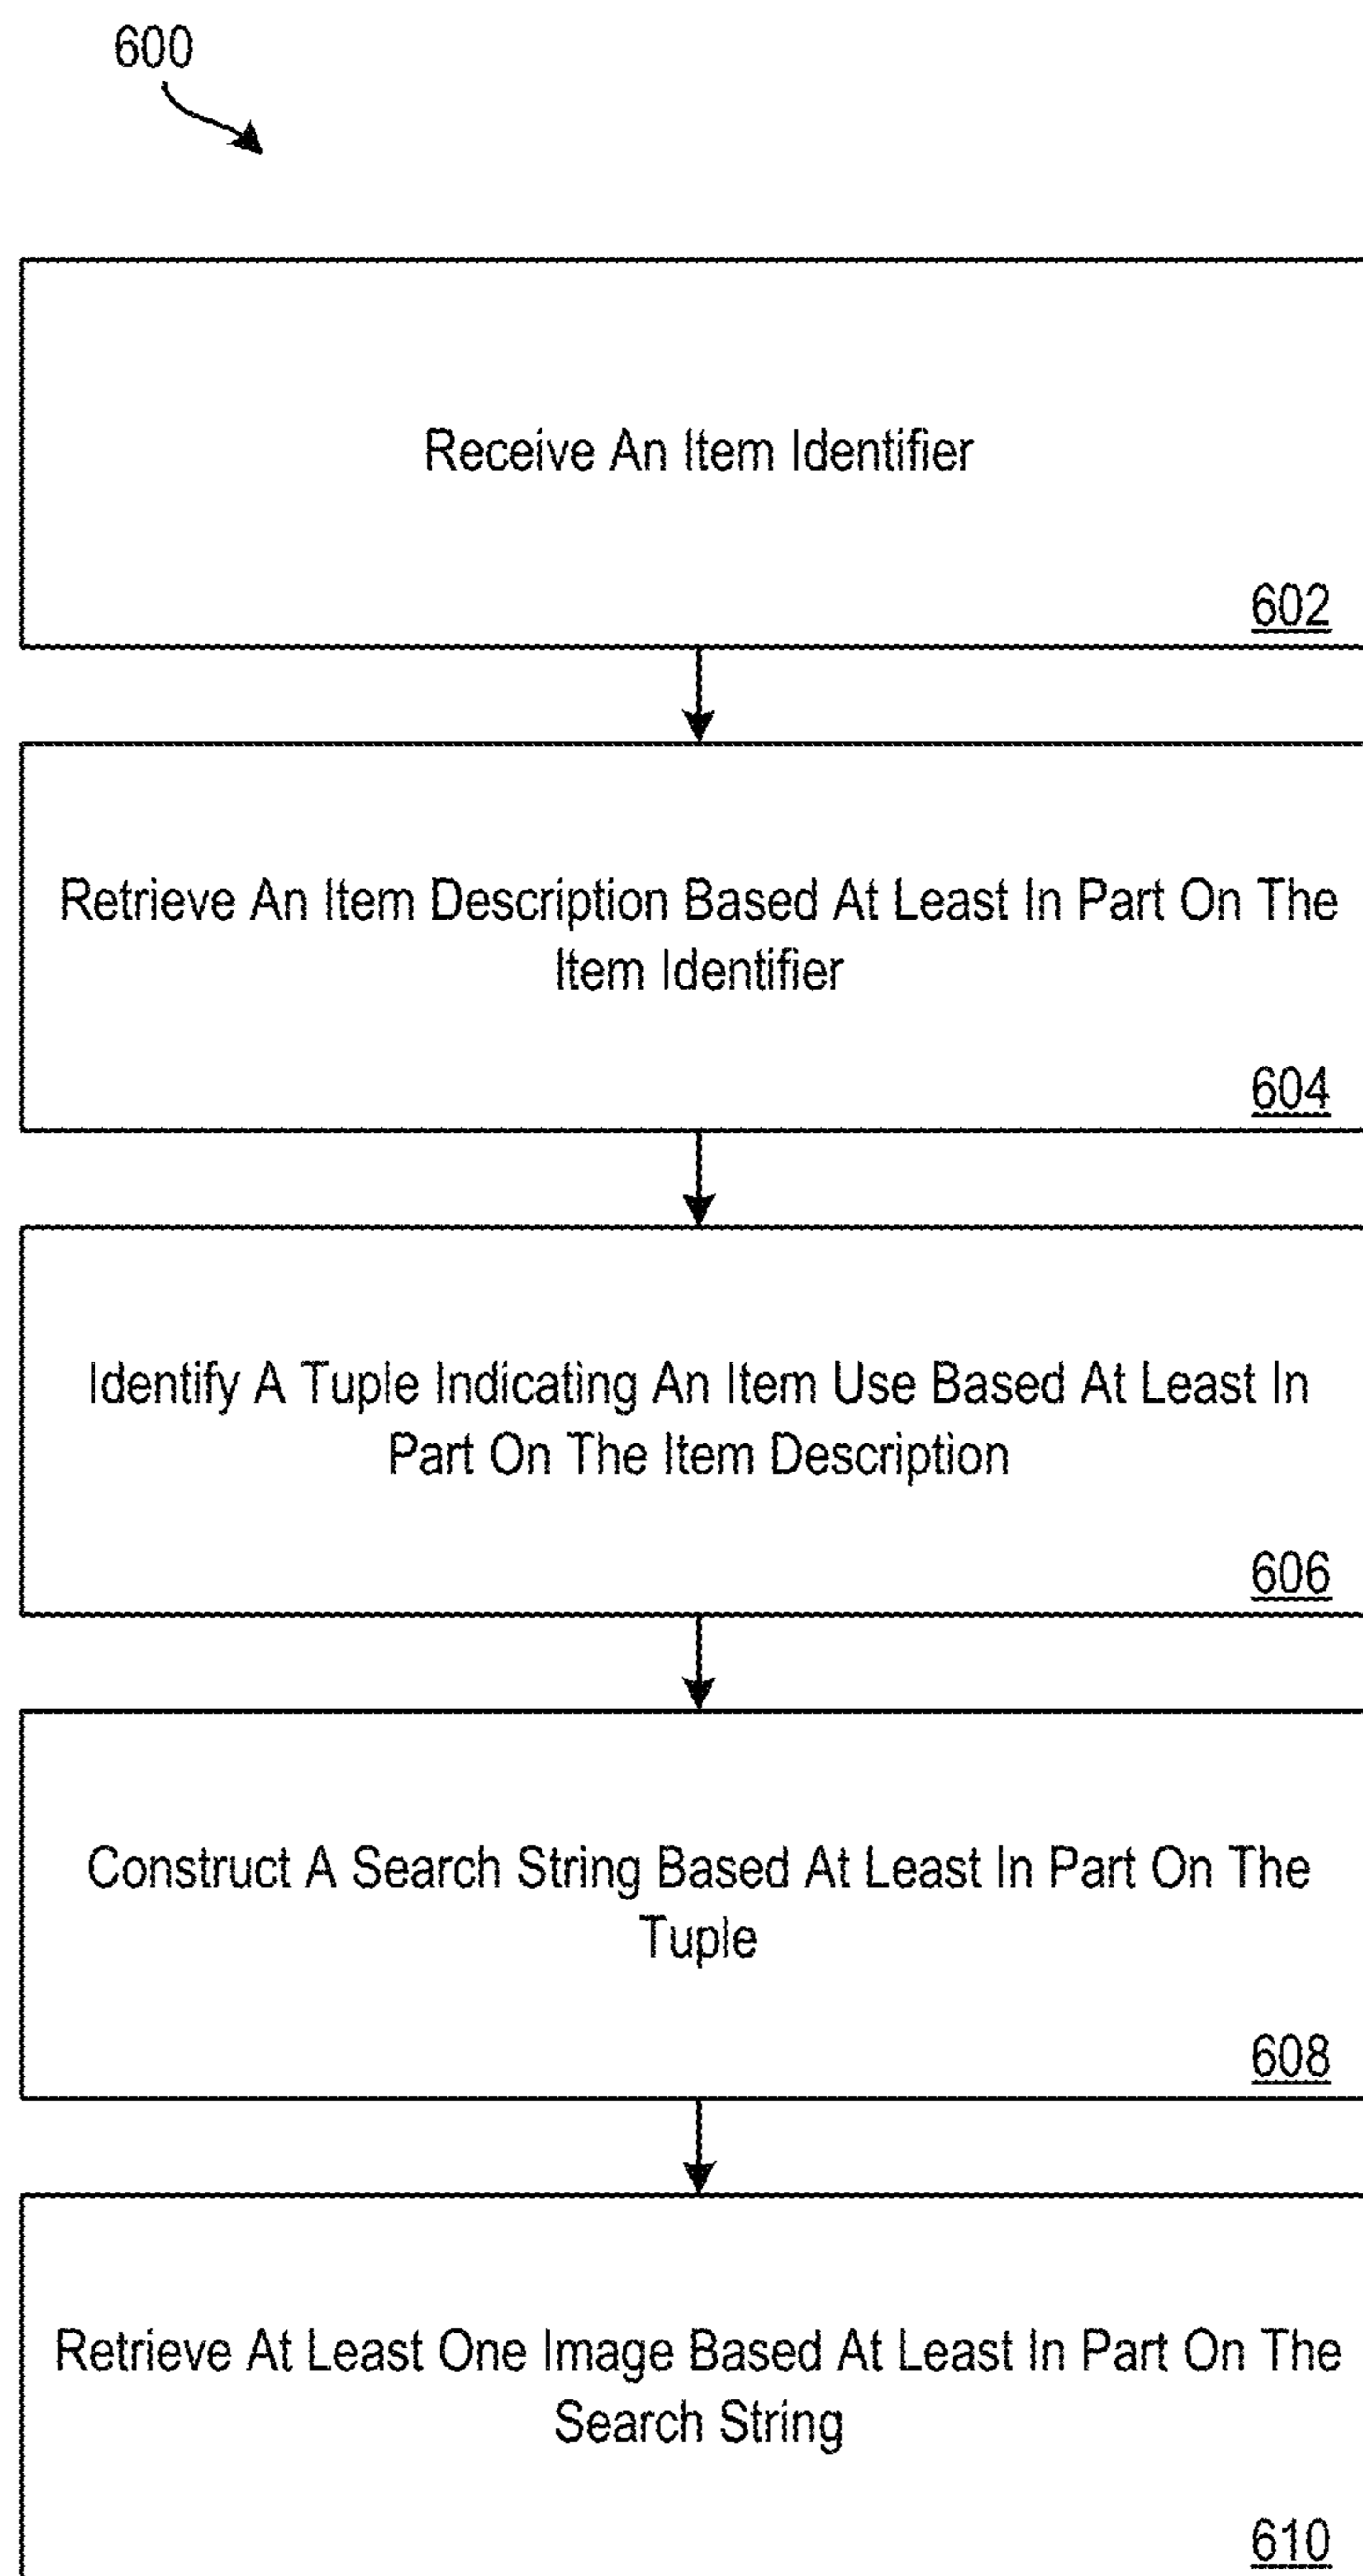 600
Receive An Item Identifier
602
Retrieve An Item Description Based At Least In Part On The
Item Identifier
604
Identify A Tuple Indicating An Item Use Based At Least In
Part On The Item Description
606
Construct A Search String Based At Least In Part On The
Tuple
608
Retrieve At Least One Image Based At Least In Part On The
Search String
610